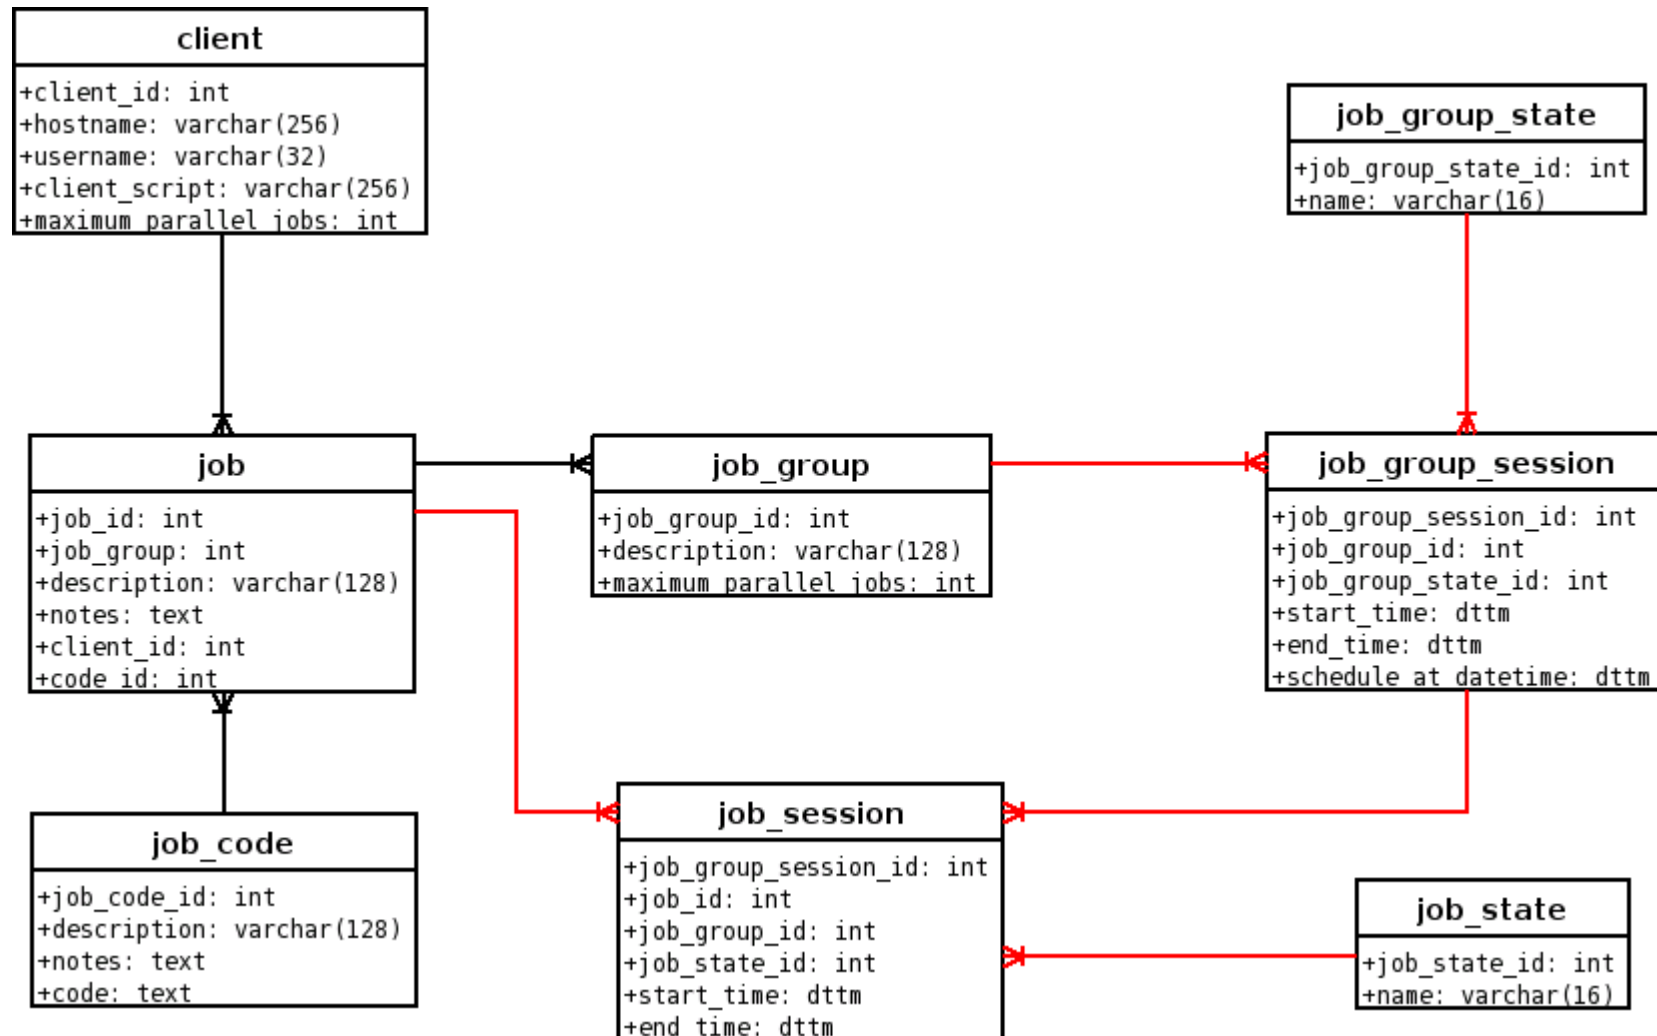 client
+client_id: int
+hostname: varchar(256)
+username: varchar(32)
+client_script: varchar(256)
+maximum_parallel_jobs: int
job_group_state
+job_group_state_id: int
+name: varchar(16)
job
+job_id: int
+job_group: int
+description: varchar(128)
+notes: text
+client_id: int
+code_id: int
job_group
+job_group_id: int
+description: varchar(128)
+maximum_parallel_jobs: int
job_group_session
+job_group_session_id: int
+job_group_id: int
+job_group_state_id: int
+start_time: dttm
+end_time: dttm
+schedule_at_datetime: dttm
job_code
+job_code_id: int
+description: varchar(128)
+notes: text
+code: text
job_session
+job_group_session_id: int
+job_id: int
+job_group_id: int
+job_state_id: int
+start_time: dttm
+end_time: dttm
job_state
+job_state_id: int
+name: varchar(16)